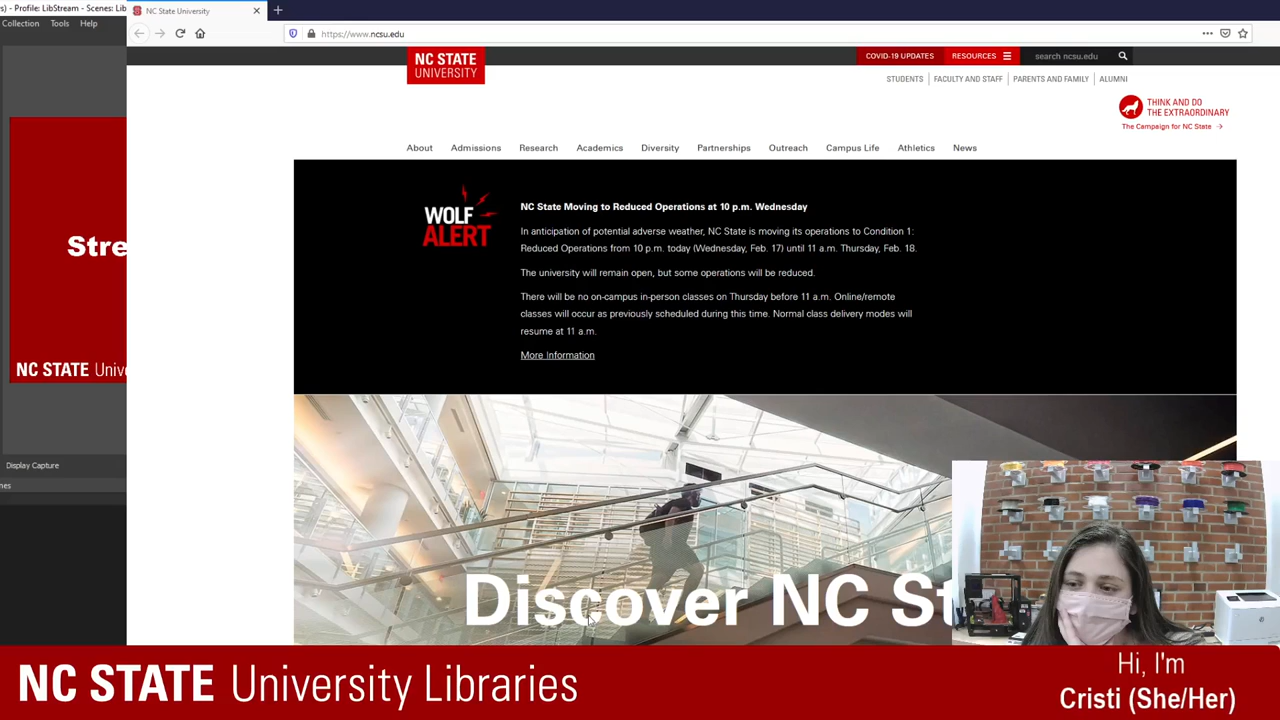 s) - Profile: LibStream - Scenes: Lib
Collection Tools Help
NC State University
https://www.ncsu.edu
NC STATE
UNIVERSITY
COVID-19 UPDATES
RESOURCES
search ncsu.edu
STUDENTS
FACULTY AND STAFF
PARENTS AND FAMILY
ALUMNI
THINK AND DO
THE EXTRAORDINARY
The Campaign for NC State →
About Admissions Research Academics Diversity Partnerships Outreach Campus Life Athletics News
WOLF
ALERT
NC State Moving to Reduced Operations at 10 p.m. Wednesday
In anticipation of potential adverse weather, NC State is moving its operations to Condition 1:
Reduced Operations from 10 p.m. today (Wednesday, Feb. 17) until 11 a.m. Thursday, Feb. 18.
The university will remain open, but some operations will be reduced.
There will be no on-campus in-person classes on Thursday before 11 a.m. Online/remote
classes will occur as previously scheduled during this time. Normal class delivery modes will
resume at 11 a.m.
More Information
Stre
NC STATE Univ
Display Capture
nes
Discover NC St
NC STATE University Libraries
Hi, I'm
Cristi (She/Her)